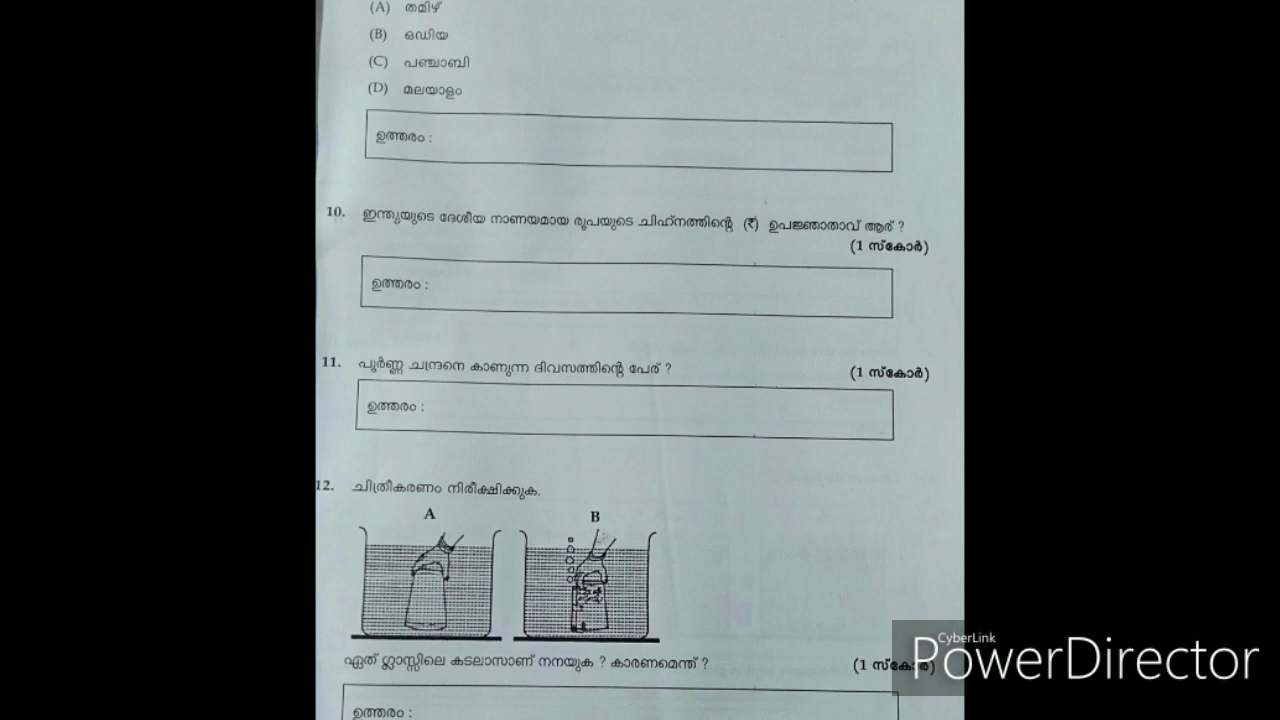 (A) തമിഴ്
(B) ഒഡിയ
(C) പഞ്ചാബി
(D) മലയാളം
ഉത്തരം :
10. ഇന്ത്യയുടെ ദേശീയ നാണയമായ രൂപയുടെ ചിഹ്നത്തിന്റെ (₹) ഉപജ്ഞാതാവ് ആര് ?
(1 സ്കോർ)
ഉത്തരം :
11. പൂർണ്ണ ചന്ദ്രനെ കാണുന്ന ദിവസത്തിന്റെ പേര് ? (1 സ്കോർ)
ഉത്തരം :
12. ചിത്രീകരണം നിരീക്ഷിക്കുക.
A B
ഏത് ഗ്ലാസ്സിലെ കടലാസാണ് നനയുക ? കാരണമെന്ത് ? (1 സ്കോർ)
ഉത്തരം :
CyberLink
PowerDirector